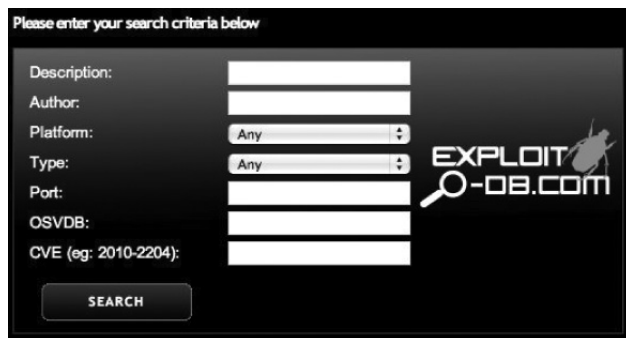 Please enter your search criteria below
Description:
Author:
Platform: Any
Type: Any
Port:
OSVDB:
CVE (eg: 2010-2204):
SEARCH
EXPLOIT
-DB.COM